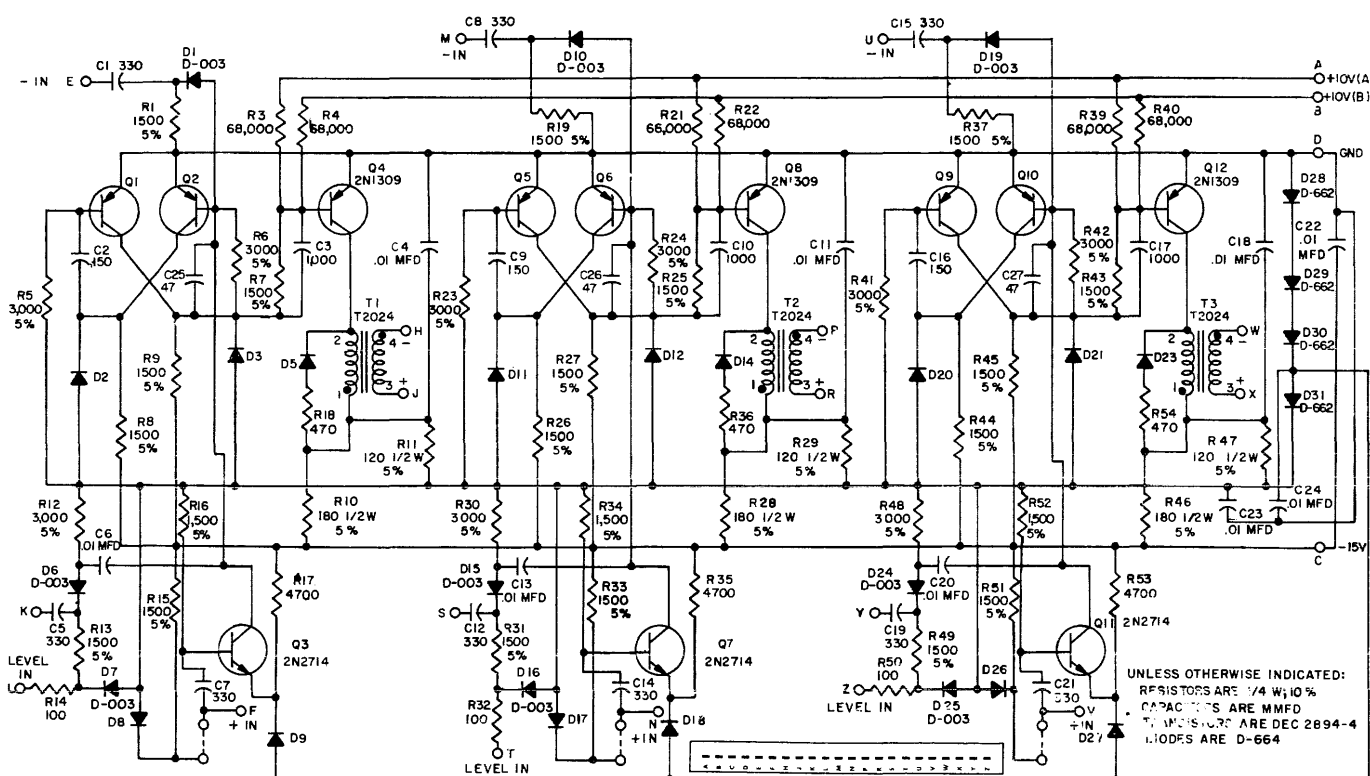 C8 330
M
-IN
D10
D-003
C15 330
U
-IN
D19
D-003
C1 330
D1
D-003
-IN E
A
+10V(A
+10V(B)
B
R1
1500
5%
R3
68,000
R4
68,000
R19
1500 5%
R21
66,000
R22
68,000
R37
1500 5%
R39
68,000
R40
68,000
D
GND
Q1
Q2
Q4
2N1309
Q5
Q6
Q8
2N1309
Q9
Q10
Q12
2N1309
D28
D-662
C2
150
R6
3000
5%
R7
1500
5%
C25
47
C3
1,000
C4
.01 MFD
C9
150
R24
3000
5%
R25
1500
5%
C26
47
C10
1000
C11
.01 MFD
C16
150
R42
3000
5%
R43
1500
5%
C27
47
C17
1000
C18
.01 MFD
C22
.01
MFD
D29
D-662
R5
3,000
5%
R23
3000
5%
R41
3000
5%
T1
T2024
T2
T2024
T3
T2024
D30
D-662
2
4
H
-
2
4
P
-
2
4
W
-
D2
R9
1500
5%
D3
D5
1
3
+
J
D11
R27
1500
5%
D12
D14
1
3
+
R
D20
R45
1500
5%
D21
D23
1
3
+
X
D31
D-662
R8
1500
5%
R18
470
R11
120 1/2W
5%
R26
1500
5%
R36
470
R29
120 1/2W
5%
R44
1500
5%
R54
470
R47
120 1/2W
5%
R12
3,000
5%
R16
1,500
5%
R10
180 1/2W
5%
R30
3000
5%
R34
1,500
5%
R28
180 1/2W
5%
R48
3000
5%
R52
1500
5%
R46
180 1/2W
5%
C23
.01 MFD
C24
.01 MFD
C6
.01 MFD
-15V
C
D6
D-003
K
C5
330
R13
1500
5%
R15
1500
5%
R17
4700
Q3
2N2714
D15
D-003
C13
.01 MFD
S
C12
330
R31
1500
5%
R33
1500
5%
R35
4700
Q7
2N2714
D24
D-003
C20
.01 MFD
Y
C19
330
R49
1500
5%
R51
1500
5%
R53
4700
Q11
2N2714
LEVEL
IN
L
R14
100
D7
D-003
D8
C7
330
F
+ IN
D9
D16
D-003
R32
100
D17
C14
330
N
+IN
D18
T
LEVEL IN
R50
100
Z
LEVEL IN
D25
D-003
D26
C21
330
V
+IN
D27
UNLESS OTHERWISE INDICATED:
RESISTORS ARE 1/4 W; 10%
CAPACITORS ARE MMFD
TRANSISTORS ARE DEC 2894-4
DIODES ARE D-664